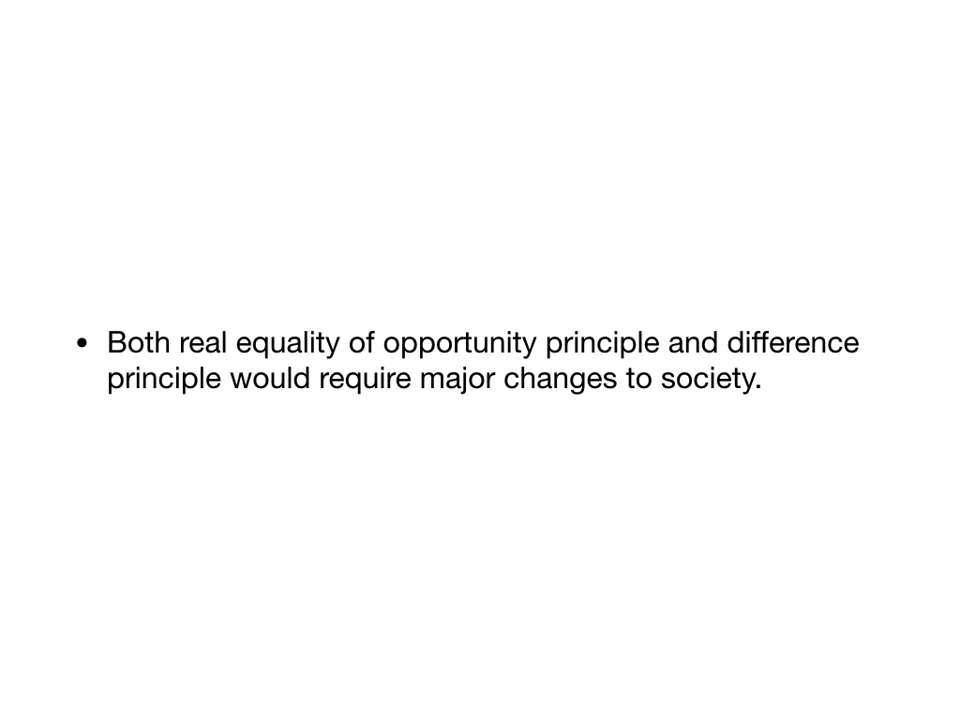 • Both real equality of opportunity principle and difference
principle would require major changes to society.